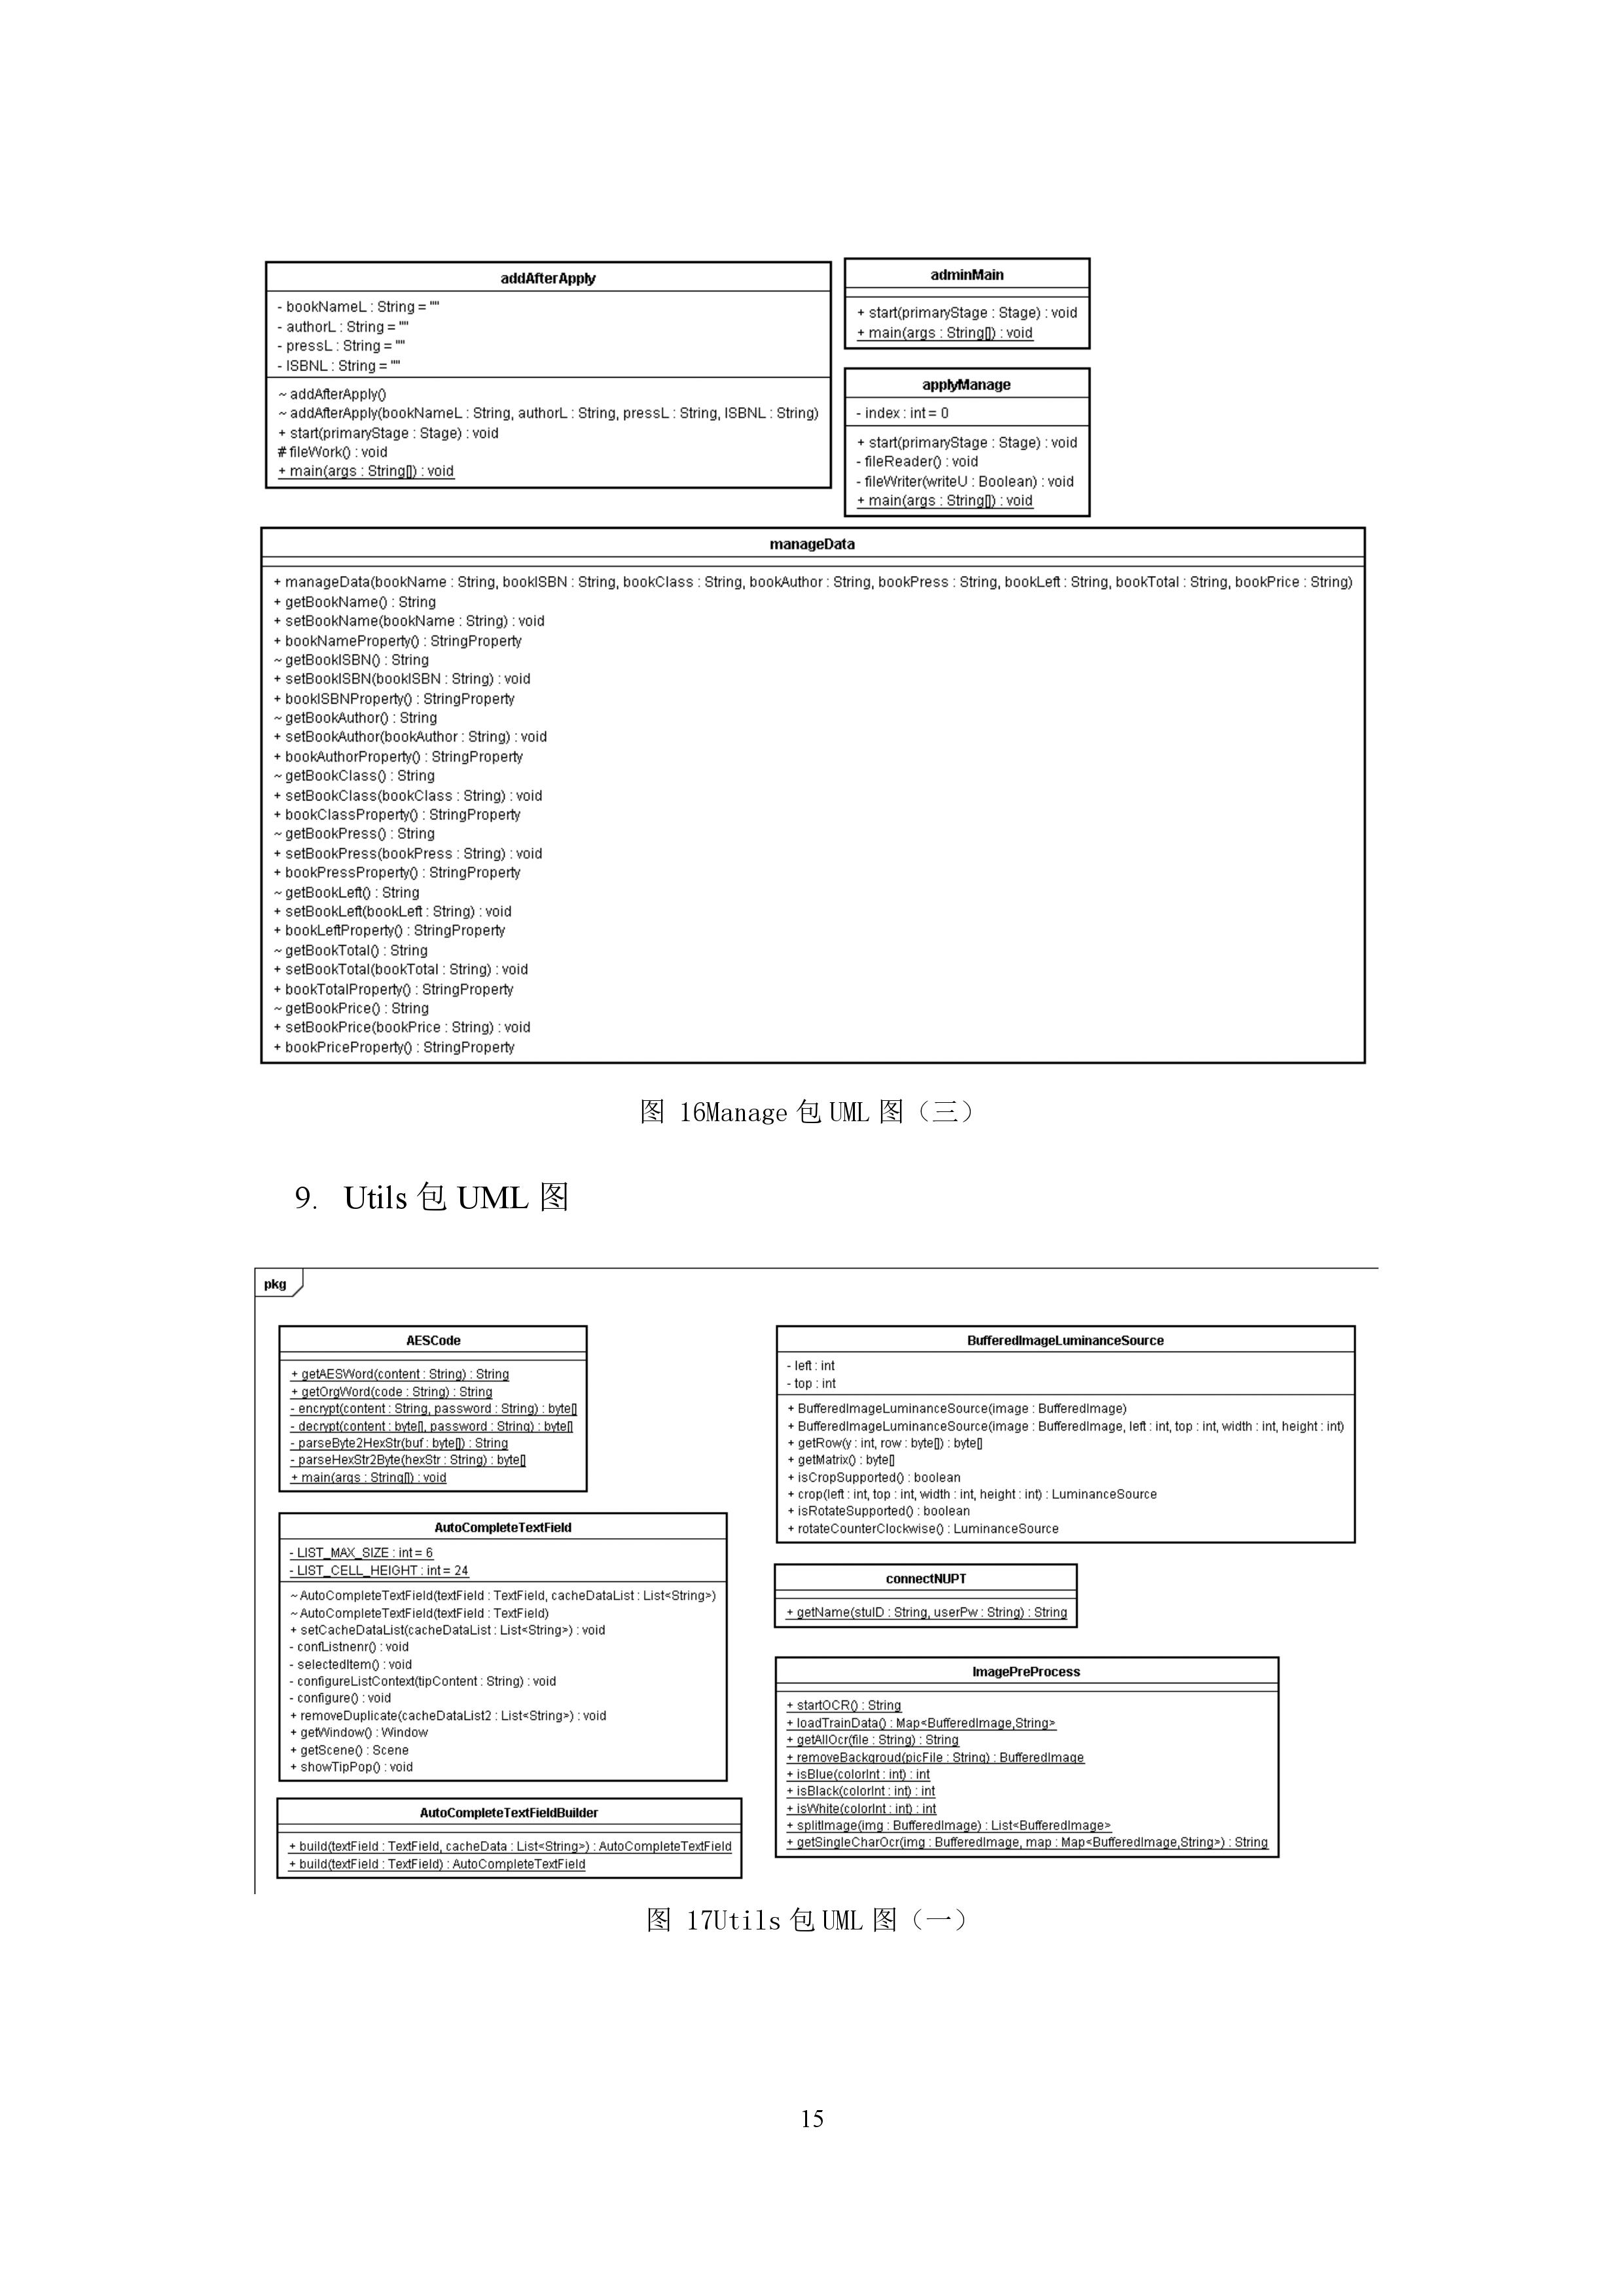 addAfterApply
- bookNameL : String = ""
- authorL : String = ""
- pressL : String = ""
- ISBNL : String = ""
~ addAfterApply()
~ addAfterApply(bookNameL : String, authorL : String, pressL : String, ISBNL : String)
+ start(primaryStage : Stage) : void
# fileWork() : void
+ main(args : String[]) : void
adminMain
+ start(primaryStage : Stage) : void
+ main(args : String[]) : void
applyManage
- index : int = 0
+ start(primaryStage : Stage) : void
- fileReader() : void
- fileWriter(writeU : Boolean) : void
+ main(args : String[]) : void
manageData
+ manageData(bookName : String, bookISBN : String, bookClass : String, bookAuthor : String, bookPress : String, bookLeft : String, bookTotal : String, bookPrice : String)
+ getBookName() : String
+ setBookName(bookName : String) : void
+ bookNameProperty() : StringProperty
~ getBookISBN() : String
+ setBookISBN(bookISBN : String) : void
+ bookISBNProperty() : StringProperty
~ getBookAuthor() : String
+ setBookAuthor(bookAuthor : String) : void
+ bookAuthorProperty() : StringProperty
~ getBookClass() : String
+ setBookClass(bookClass : String) : void
+ bookClassProperty() : StringProperty
~ getBookPress() : String
+ setBookPress(bookPress : String) : void
+ bookPressProperty() : StringProperty
~ getBookLeft() : String
+ setBookLeft(bookLeft : String) : void
+ bookLeftProperty() : StringProperty
~ getBookTotal() : String
+ setBookTotal(bookTotal : String) : void
+ bookTotalProperty() : StringProperty
~ getBookPrice() : String
+ setBookPrice(bookPrice : String) : void
+ bookPriceProperty() : StringProperty
图 16Manage 包 UML 图（三）
9. Utils 包 UML 图
pkg
AESCode
+ getAESWord(content : String) : String
+ getOrgWord(code : String) : String
- encrypt(content : String, password : String) : byte[]
- decrypt(content : byte[], password : String) : byte[]
- parseByte2HexStr(buf : byte[]) : String
- parseHexStr2Byte(hexStr : String) : byte[]
+ main(args : String[]) : void
AutoCompleteTextField
- LIST_MAX_SIZE : int = 6
- LIST_CELL_HEIGHT : int = 24
~ AutoCompleteTextField(textField : TextField, cacheDataList : List<String>)
~ AutoCompleteTextField(textField : TextField)
+ setCacheDataList(cacheDataList : List<String>) : void
- confListnenr() : void
- selectedItem() : void
- configureListContext(tipContent : String) : void
- configure() : void
+ removeDuplicate(cacheDataList2 : List<String>) : void
+ getWindow() : Window
+ getScene() : Scene
+ showTipPop() : void
AutoCompleteTextFieldBuilder
+ build(textField : TextField, cacheData : List<String>) : AutoCompleteTextField
+ build(textField : TextField) : AutoCompleteTextField
BufferedImageLuminanceSource
- left : int
- top : int
+ BufferedImageLuminanceSource(image : BufferedImage)
+ BufferedImageLuminanceSource(image : BufferedImage, left : int, top : int, width : int, height : int)
+ getRow(y : int, row : byte[]) : byte[]
+ getMatrix() : byte[]
+ isCropSupported() : boolean
+ crop(left : int, top : int, width : int, height : int) : LuminanceSource
+ isRotateSupported() : boolean
+ rotateCounterClockwise() : LuminanceSource
connectNUPT
+ getName(stuID : String, userPw : String) : String
ImagePreProcess
+ startOCR() : String
+ loadTrainData() : Map<BufferedImage,String>
+ getAllOcr(file : String) : String
+ removeBackgroud(picFile : String) : BufferedImage
+ isBlue(colorInt : int) : int
+ isBlack(colorInt : int) : int
+ isWhite(colorInt : int) : int
+ splitImage(img : BufferedImage) : List<BufferedImage>
+ getSingleCharOcr(img : BufferedImage, map : Map<BufferedImage,String>) : String
图 17Utils 包 UML 图（一）
15